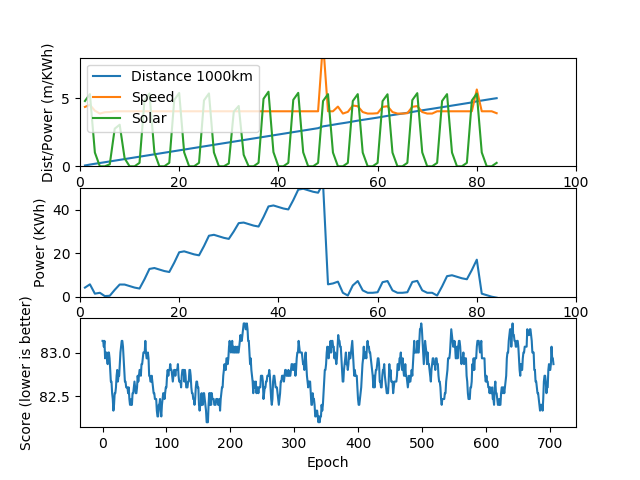 Dist/Power (m/KWh)
5
0
Distance 1000km
Speed
Solar
0 20 40 60 80 100
Power (KWh)
40
20
0
0 20 40 60 80 100
Score (lower is better)
83.0
82.5
0 100 200 300 400 500 600 700
Epoch